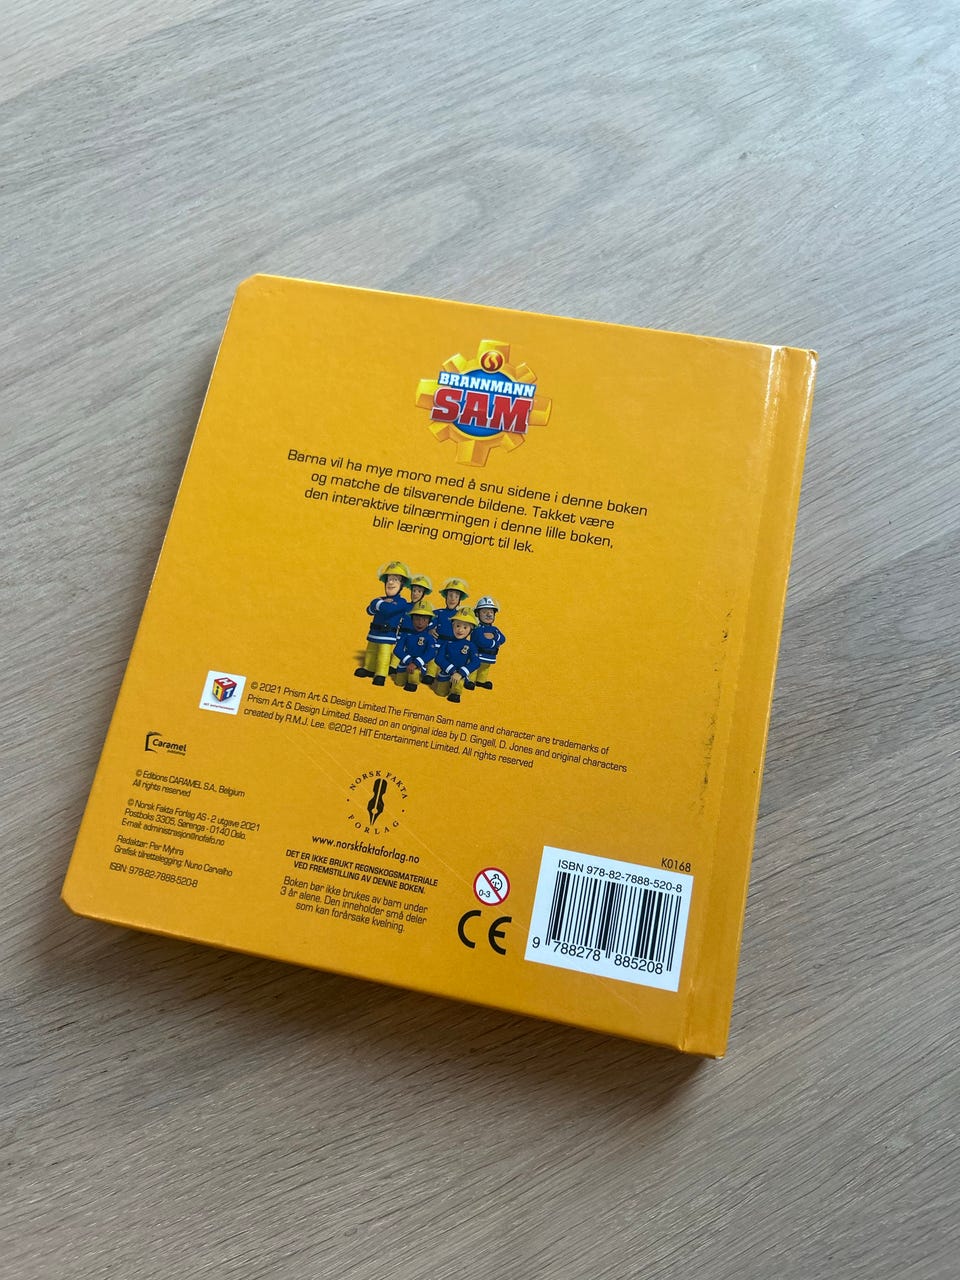 BRANNMANN
SAM
Barna vil ha mye moro med å snu sidene i denne boken
og matche de tilsvarende bildene. Takket være
den interaktive tilnærmingen i denne lille boken,
blir læring omgjort til lek.
HiT
HIT entertainment
© 2021 Prism Art & Design Limited.The Fireman Sam name and character are trademarks of
Prism Art & Design Limited. Based on an original idea by D. Gingell, D. Jones and original characters
created by R.M.J. Lee. ©2021 HIT Entertainment Limited. All rights reserved
Caramel
publishing
© Editions CARAMEL S.A., Belgium
All rights reserved
© Norsk Fakta Forlag AS - 2 utgave 2021
Postboks 3305, Sørenga - 0140 Oslo.
E-mail: administrasjon@nofafo.no
Redaktør: Per Myhre
Grafisk tilrettelegging: Nuno Carvalho
ISBN: 978-82-7888-520-8
NORSK FAKTA
FORLAG
www.norskfaktaforlag.no
DET ER IKKE BRUKT REGNSKOGSMATERIALE
VED FREMSTILLING AV DENNE BOKEN.
Boken bør ikke brukes av barn under
3 år alene. Den inneholder små deler
som kan forårsake kvelning.
0-3
CE
K0168
ISBN 978-82-7888-520-8
9 788278 885208